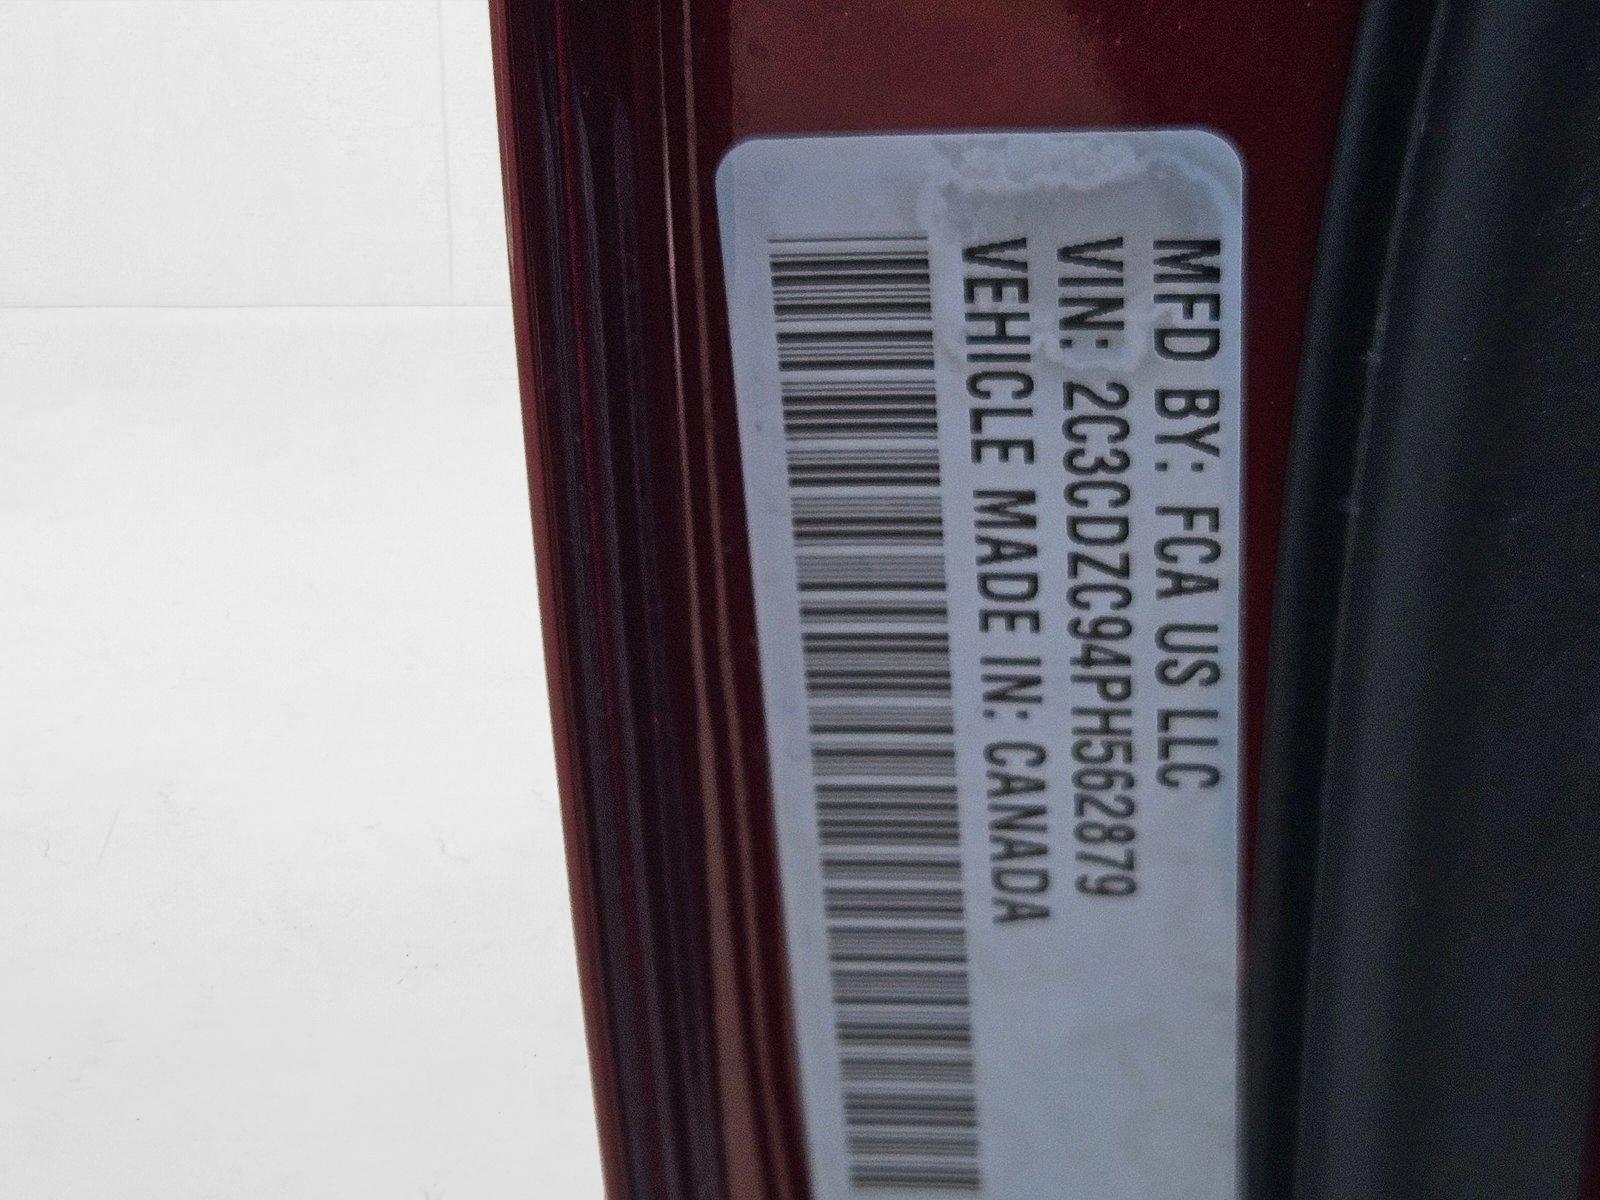 MFD BY: FCA US LLC
VIN: 2C3CDZC94PH562879
VEHICLE MADE IN: CANADA